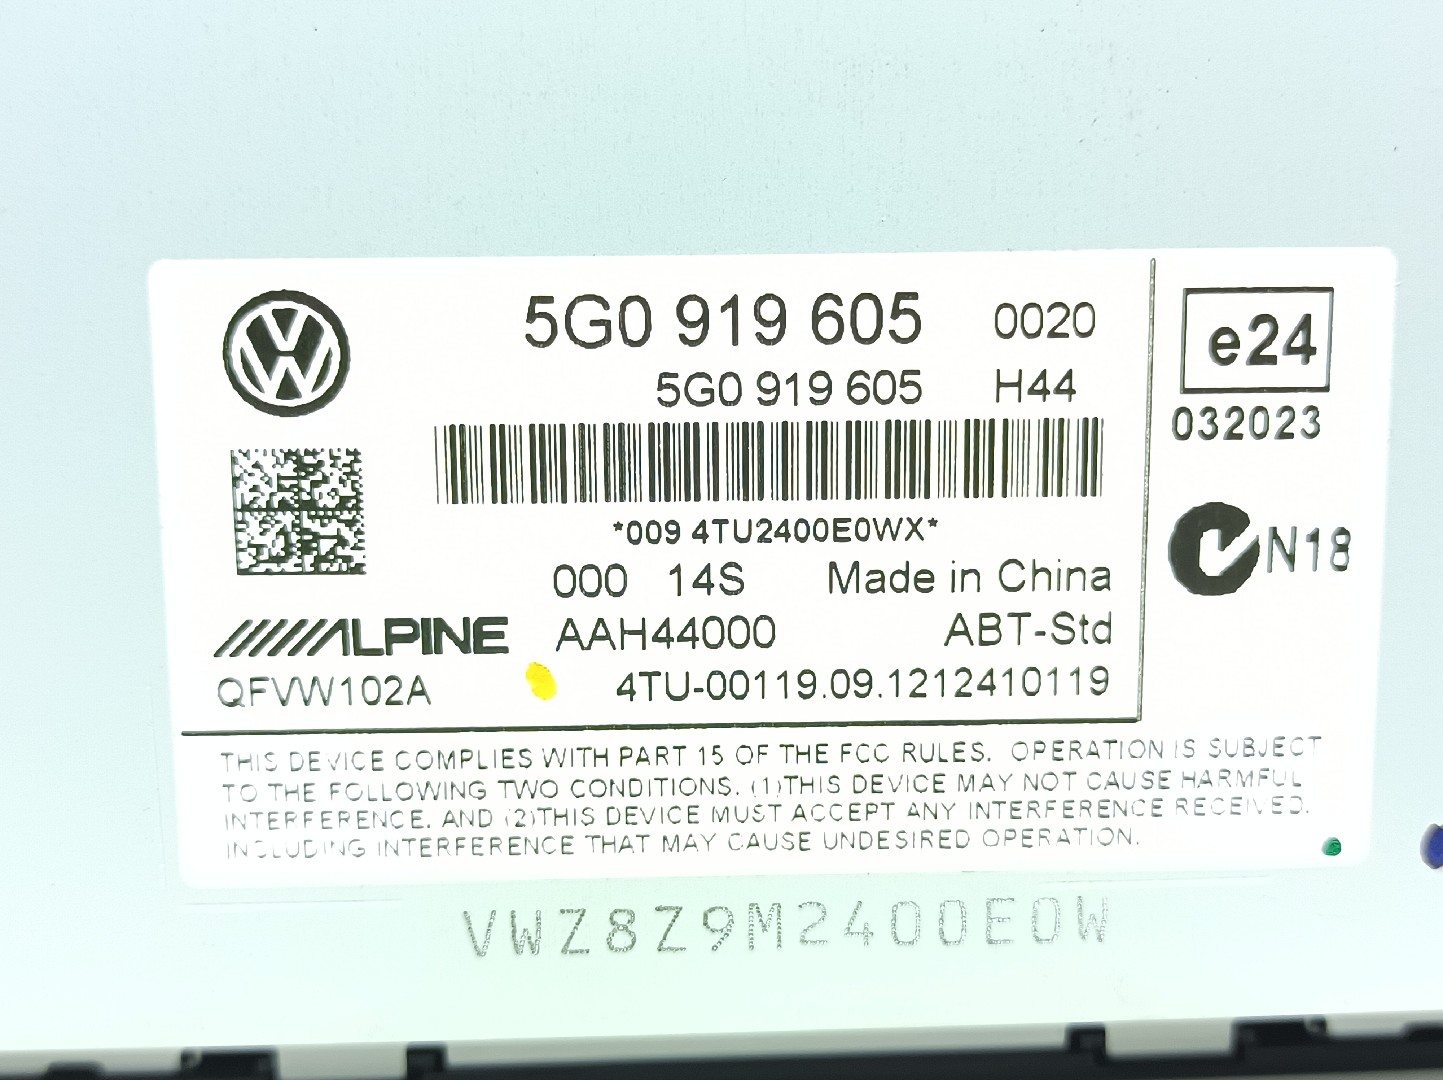 5G0 919 605 0020
5G0 919 605 H44
*009 4TU2400E0WX*
000 14S Made in China
ALPINE AAH44000 ABT-Std
QFVW102A 4TU-00119.09.1212410119
e24
032023
N18
THIS DEVICE COMPLIES WITH PART 15 OF THE FCC RULES. OPERATION IS SUBJECT
TO THE FOLLOWING TWO CONDITIONS. (1)THIS DEVICE MAY NOT CAUSE HARMFUL
INTERFERENCE. AND (2)THIS DEVICE MUST ACCEPT ANY INTERFERENCE RECEIVED.
INCLUDING INTERFERENCE THAT MAY CAUSE UNDESIRED OPERATION.
VWZ8Z9M2400E0W